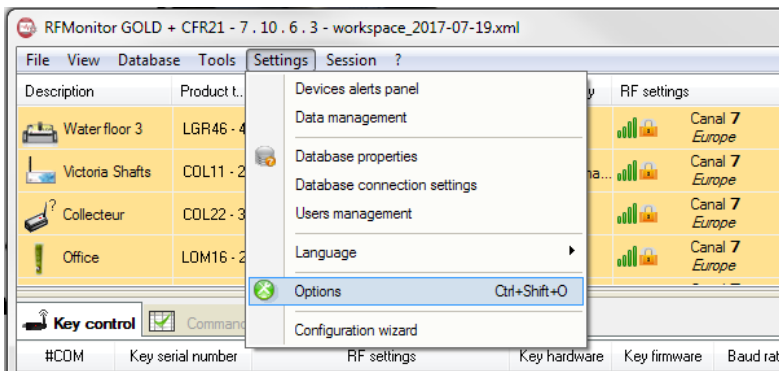 RFMonitor GOLD + CFR21 - 7 . 10 . 6 . 3 - workspace_2017-07-19.xml
File View Database Tools Settings Session ?
Description Product t... y RF settings
Devices alerts panel
Data management
Database properties
Database connection settings
Users management
Language
Options Ctrl+Shift+O
Configuration wizard
Water floor 3 LGR46 - 4 Canal 7
Europe
Victoria Shafts COL11 - 2 na... Canal 7
Europe
Collecteur COL22 - 3 Canal 7
Europe
Office LOM16 - 2 Canal 7
Europe
Key control Command
#COM Key serial number RF settings Key hardware Key firmware Baud rat